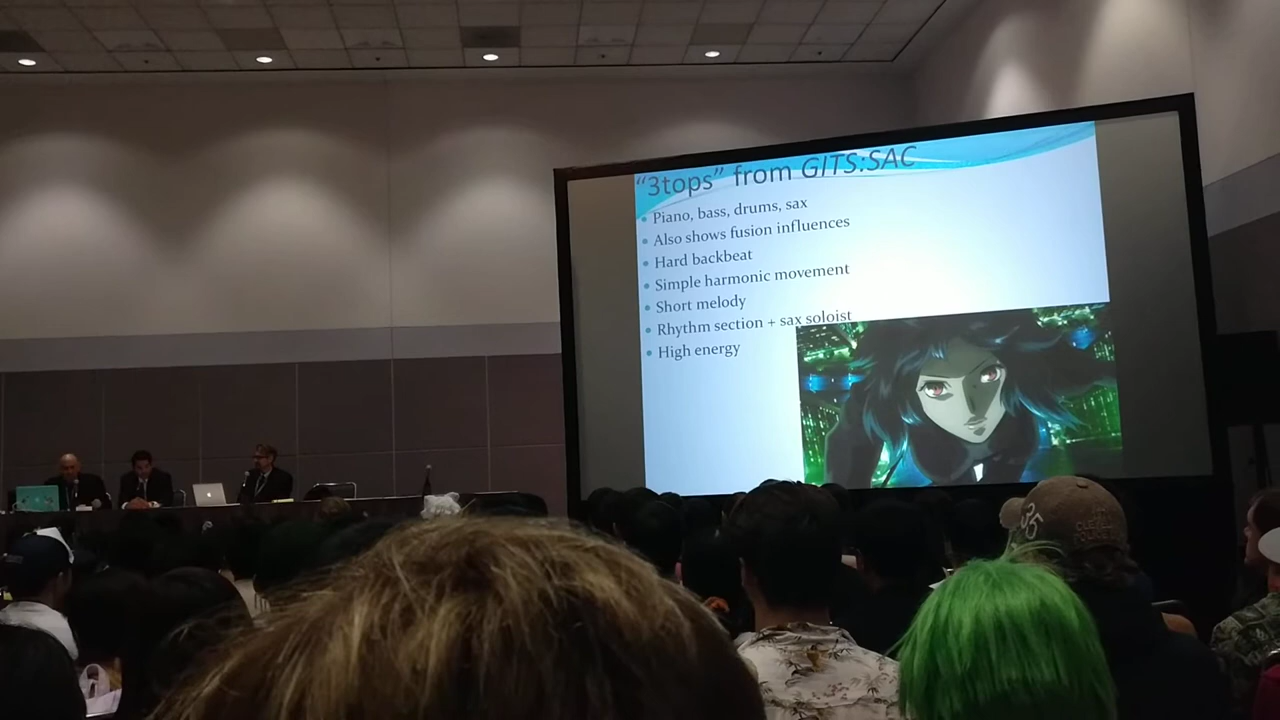 "3tops" from GITS:SAC
• Piano, bass, drums, sax
• Also shows fusion influences
• Hard backbeat
• Simple harmonic movement
• Short melody
• Rhythm section + sax soloist
• High energy